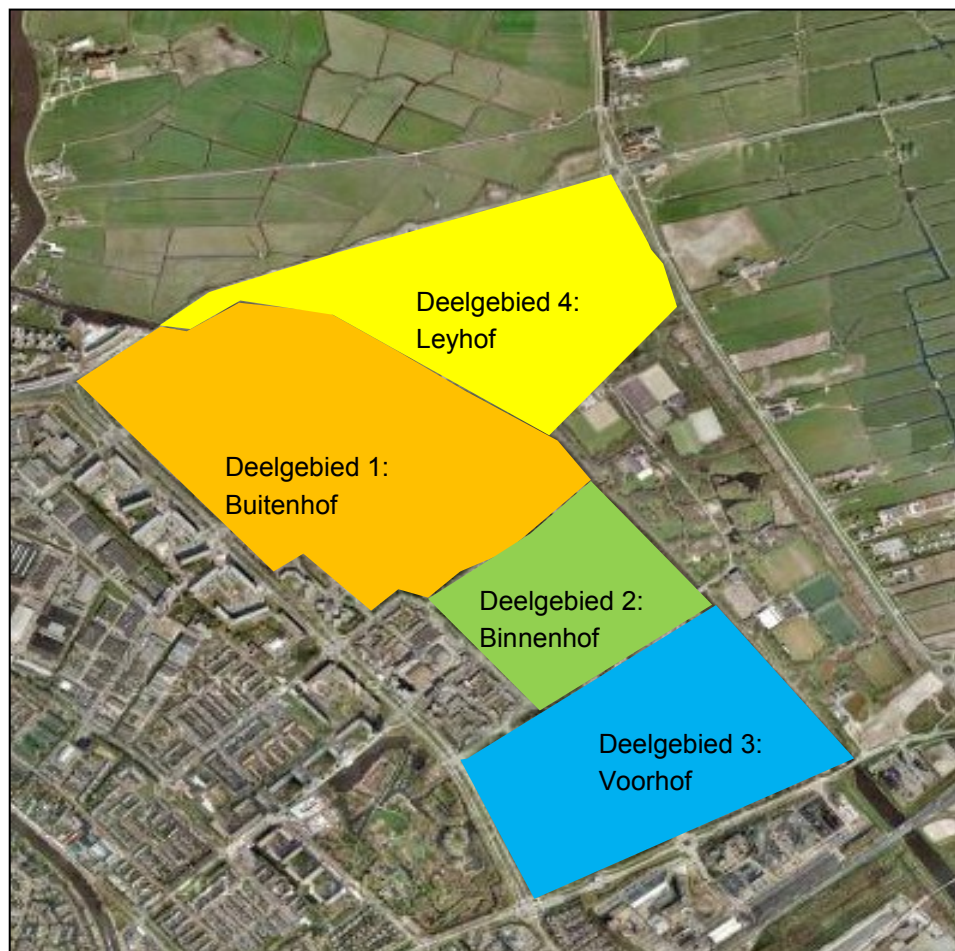 Deelgebied 4:
Leyhof
Deelgebied 1:
Buitenhof
Deelgebied 2:
Binnenhof
Deelgebied 3:
Voorhof